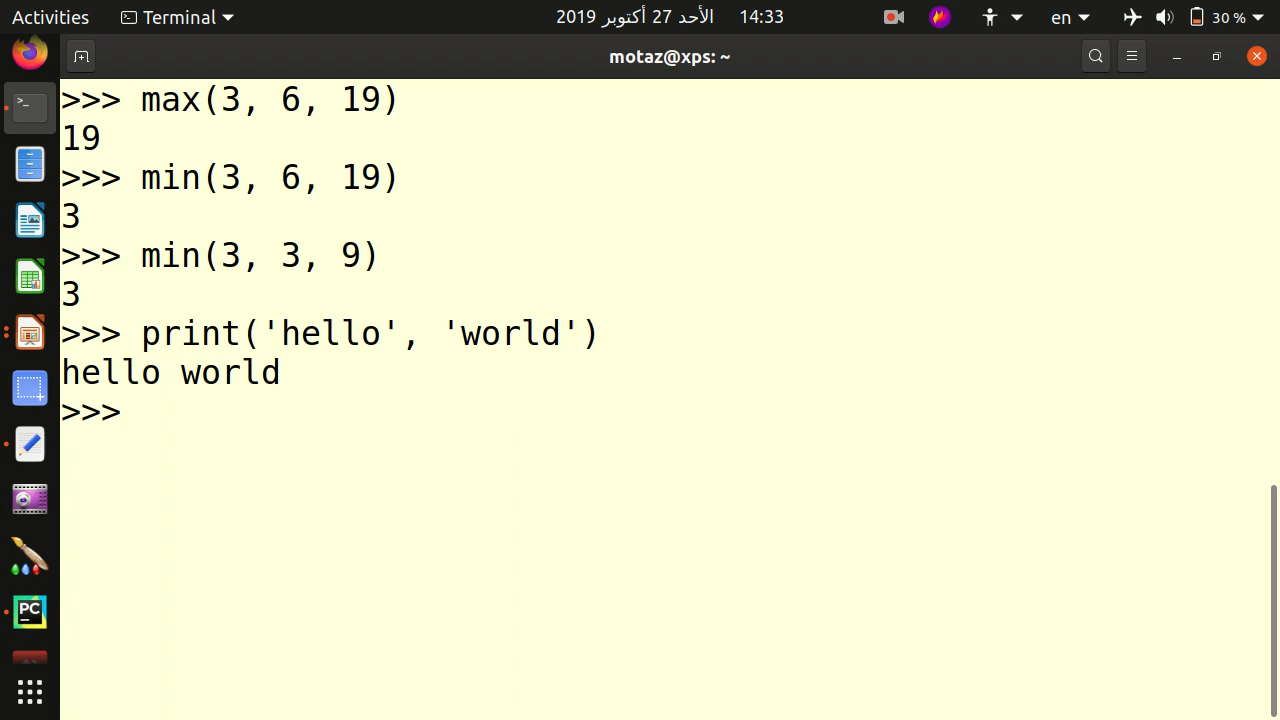 Activities Terminal الأحد 27 أكتوبر 2019 14:33 en 30 %
motaz@xps: ~
>>> max(3, 6, 19)
19
>>> min(3, 6, 19)
3
>>> min(3, 3, 9)
3
>>> print('hello', 'world')
hello world
>>>
PC